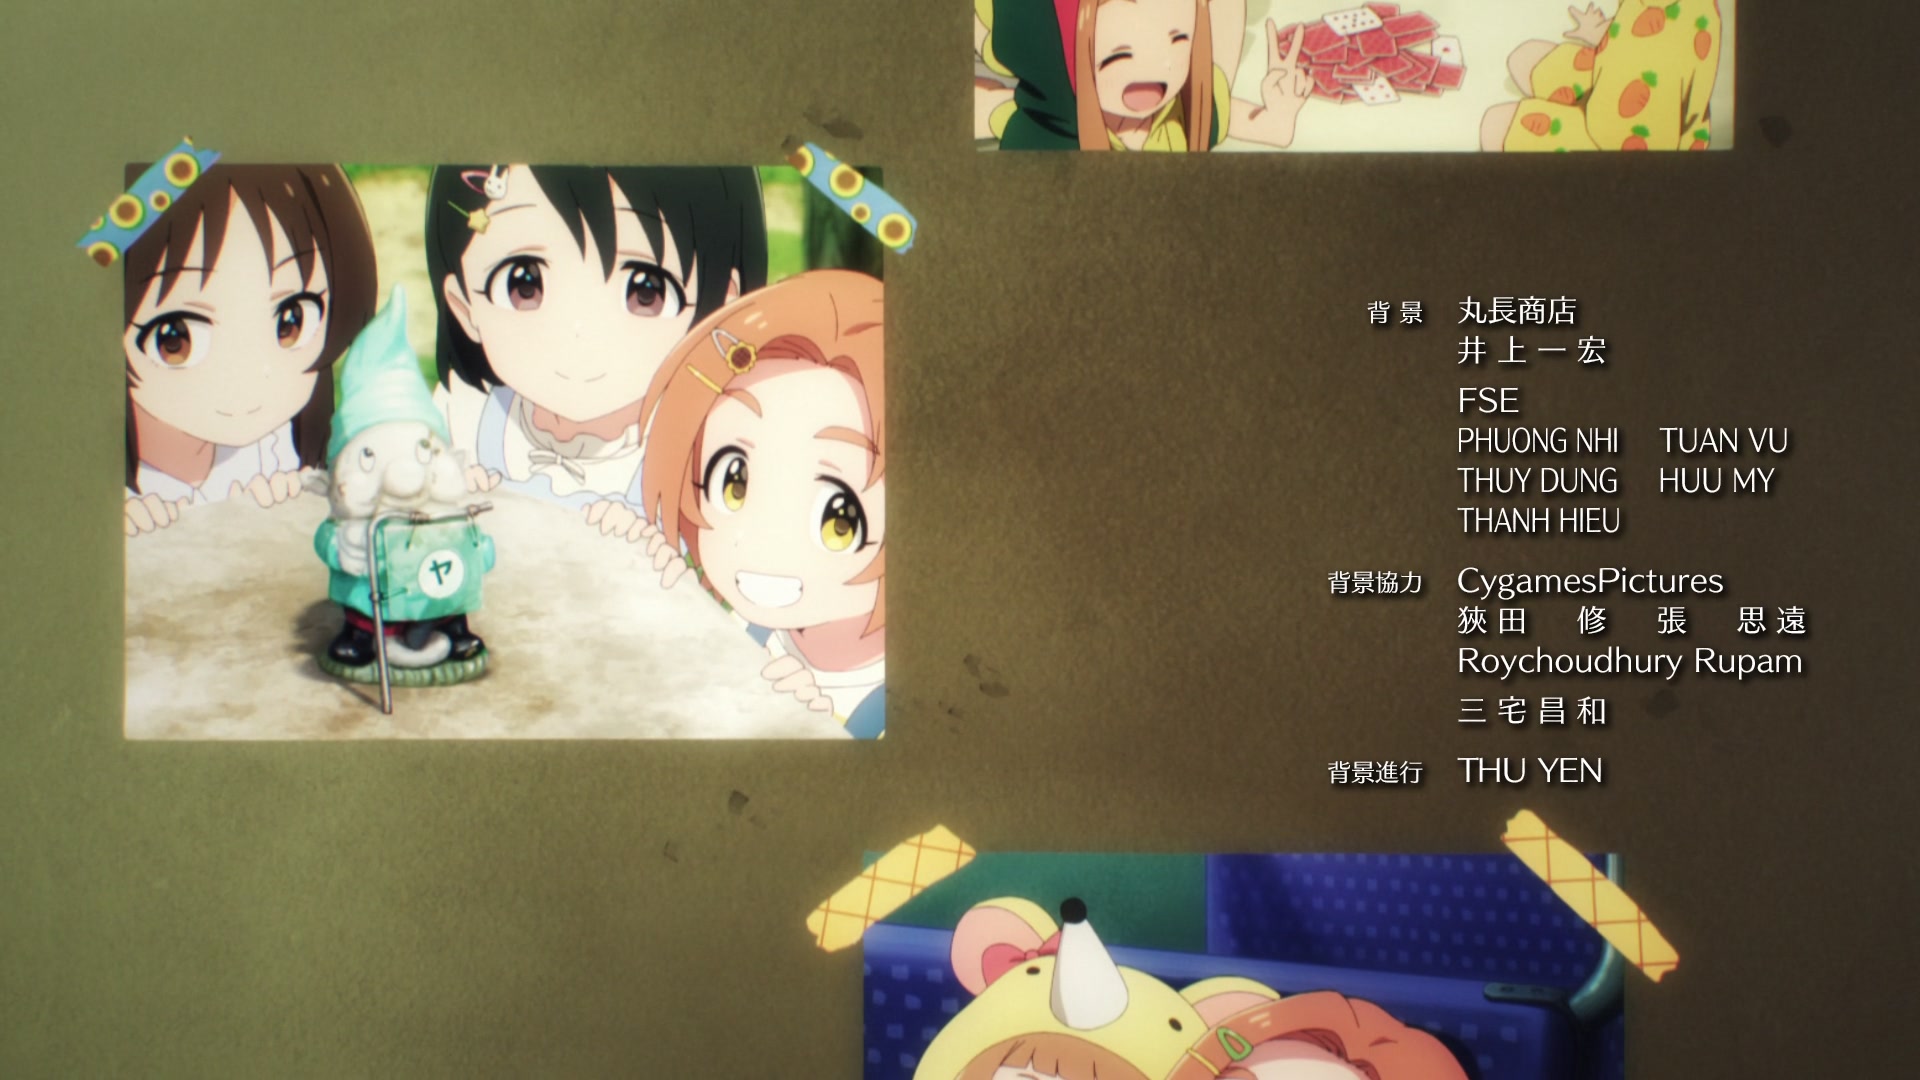 ヤ
背景 丸長商店
井上一宏
FSE
PHUONG NHI TUAN VU
THUY DUNG HUU MY
THANH HIEU
背景協力 CygamesPictures
狹田 修 張 思遠
Roychoudhury Rupam
三宅昌和
背景進行 THU YEN